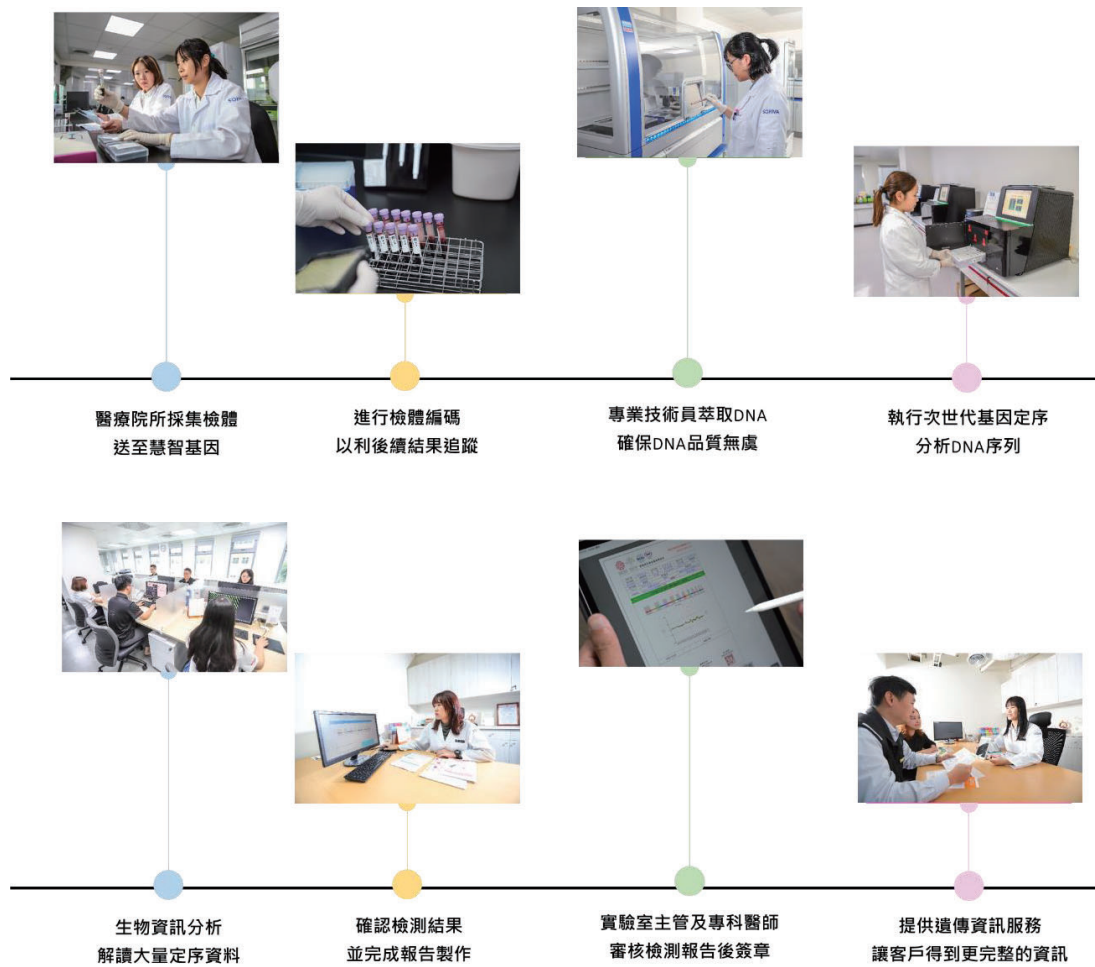 醫療院所採集檢體
送至慧智基因
進行檢體編碼
以利後續結果追蹤
專業技術員萃取DNA
確保DNA品質無虞
執行次世代基因定序
分析DNA序列
生物資訊分析
解讀大量定序資料
確認檢測結果
並完成報告製作
實驗室主管及專科醫師
審核檢測報告後簽章
提供遺傳資訊服務
讓客戶得到更完整的資訊